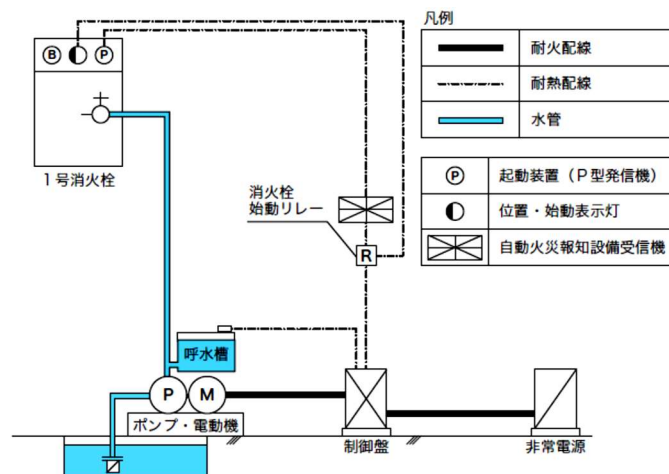 凡例
耐火配線
耐熱配線
水管
B
P
1号消火栓
消火栓
始動リレー
R
P
起動装置(P型発信機)
位置・始動表示灯
自動火災報知設備受信機
呼水槽
P
M
ポンプ・電動機
制御盤
非常電源